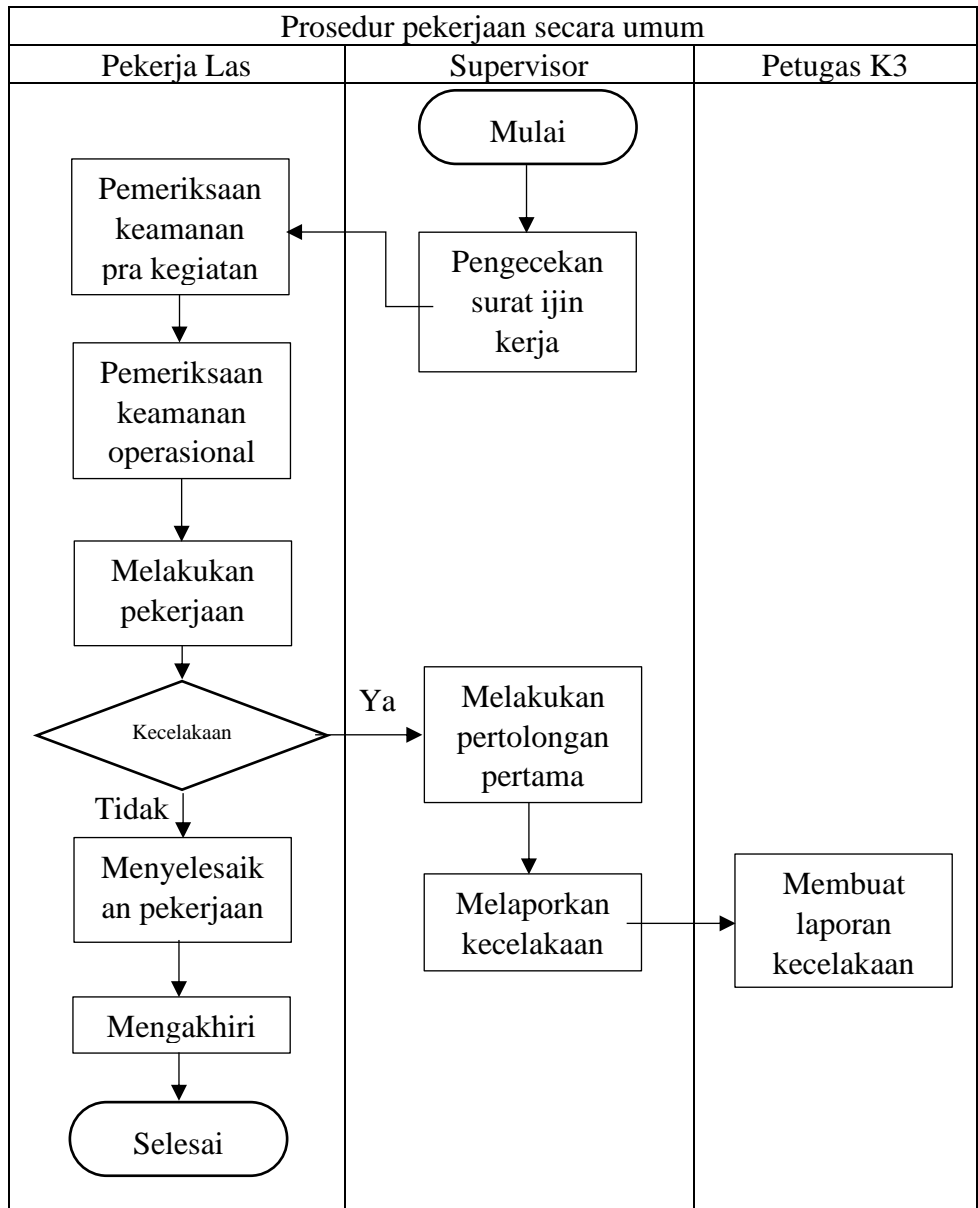 Prosedur pekerjaan secara umum
Pekerja Las
Supervisor
Petugas K3
Mulai
Pengecekan
surat ijin
kerja
Pemeriksaan
keamanan
pra kegiatan
Pemeriksaan
keamanan
operasional
Melakukan
pekerjaan
Kecelakaan
Ya
Melakukan
pertolongan
pertama
Tidak
Menyelesaik
an pekerjaan
Melaporkan
kecelakaan
Membuat
laporan
kecelakaan
Mengakhiri
Selesai